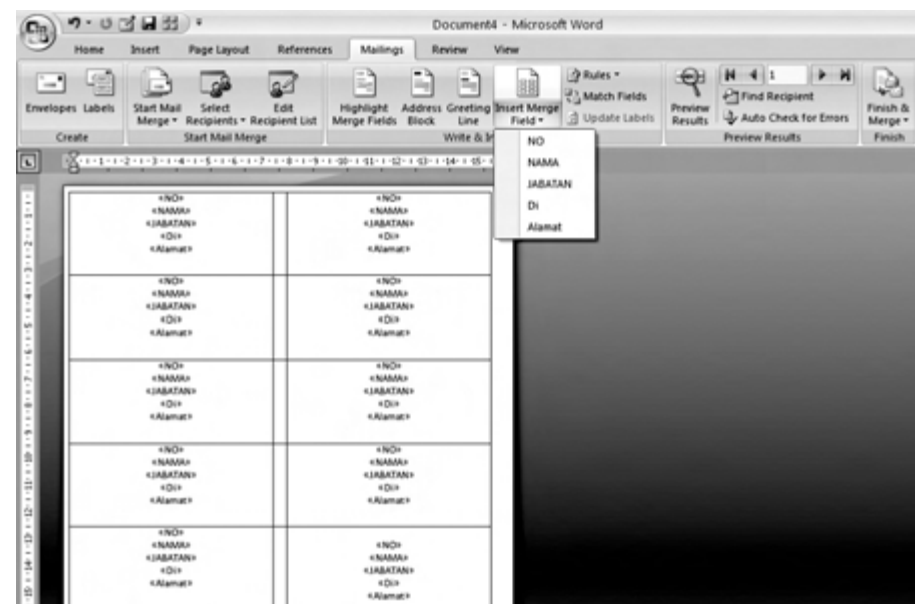 Document4 - Microsoft Word
Home Insert Page Layout References Mailings Review View
Envelopes Labels
Create
Start Mail Merge
Select Recipients
Edit Recipient List
Start Mail Merge
Highlight Merge Fields
Address Block
Greeting Line
Insert Merge Field
Write & In
Rules
Match Fields
Update Labels
Preview Results
1
Find Recipient
Auto Check for Errors
Preview Results
Finish & Merge
Finish
NO
NAMA
JABATAN
Di
Alamat
«NO» «NO»
«NAMA» «NAMA»
«JABATAN» «JABATAN»
«Di» «Di»
«Alamat» «Alamat»
«NO» «NO»
«NAMA» «NAMA»
«JABATAN» «JABATAN»
«Di» «Di»
«Alamat» «Alamat»
«NO» «NO»
«NAMA» «NAMA»
«JABATAN» «JABATAN»
«Di» «Di»
«Alamat» «Alamat»
«NO» «NO»
«NAMA» «NAMA»
«JABATAN» «JABATAN»
«Di» «Di»
«Alamat» «Alamat»
«NO»
«NAMA» «NO»
«JABATAN» «NAMA»
«Di» «JABATAN»
«Alamat» «Di»
«Alamat»